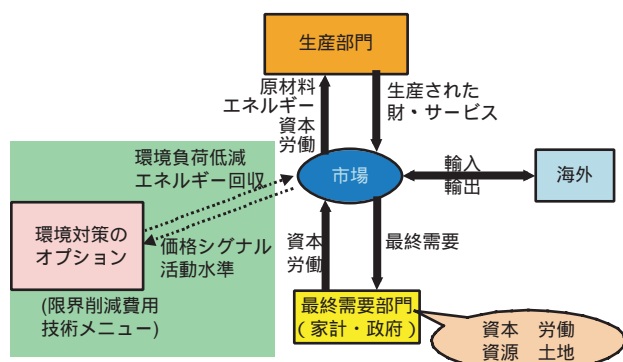 生産部門
原材料
エネルギー
資本
労働
生産された
財・サービス
環境負荷低減
エネルギー回収
市場
輸入
輸出
海外
環境対策の
オプション
価格シグナル
活動水準
資本
労働
最終需要
(限界削減費用
技術メニュー)
最終需要部門
(家計・政府)
資本 労働
資源 土地